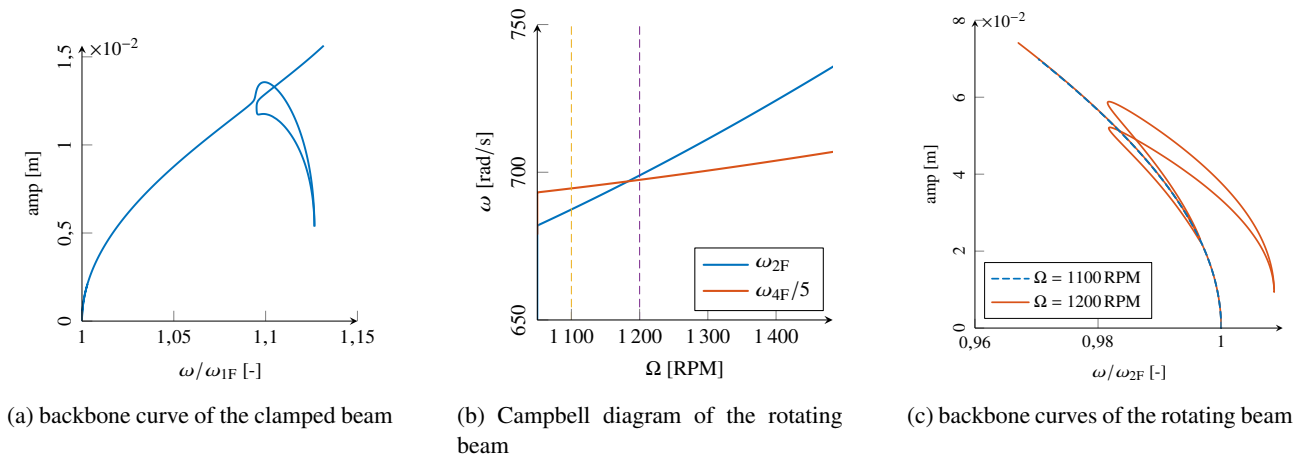 ×10⁻²
1,5
1
0,5
0
amp [m]
1
1,05
1,1
1,15
ω/ω1F [-]
(a) backbone curve of the clamped beam
750
700
650
ω [rad/s]
ω2F
ω4F/5
1 100
1 200
1 300
1 400
Ω [RPM]
(b) Campbell diagram of the rotating
beam
×10⁻²
8
6
4
2
0
amp [m]
Ω = 1100 RPM
Ω = 1200 RPM
0,96
0,98
1
ω/ω2F [-]
(c) backbone curves of the rotating beam